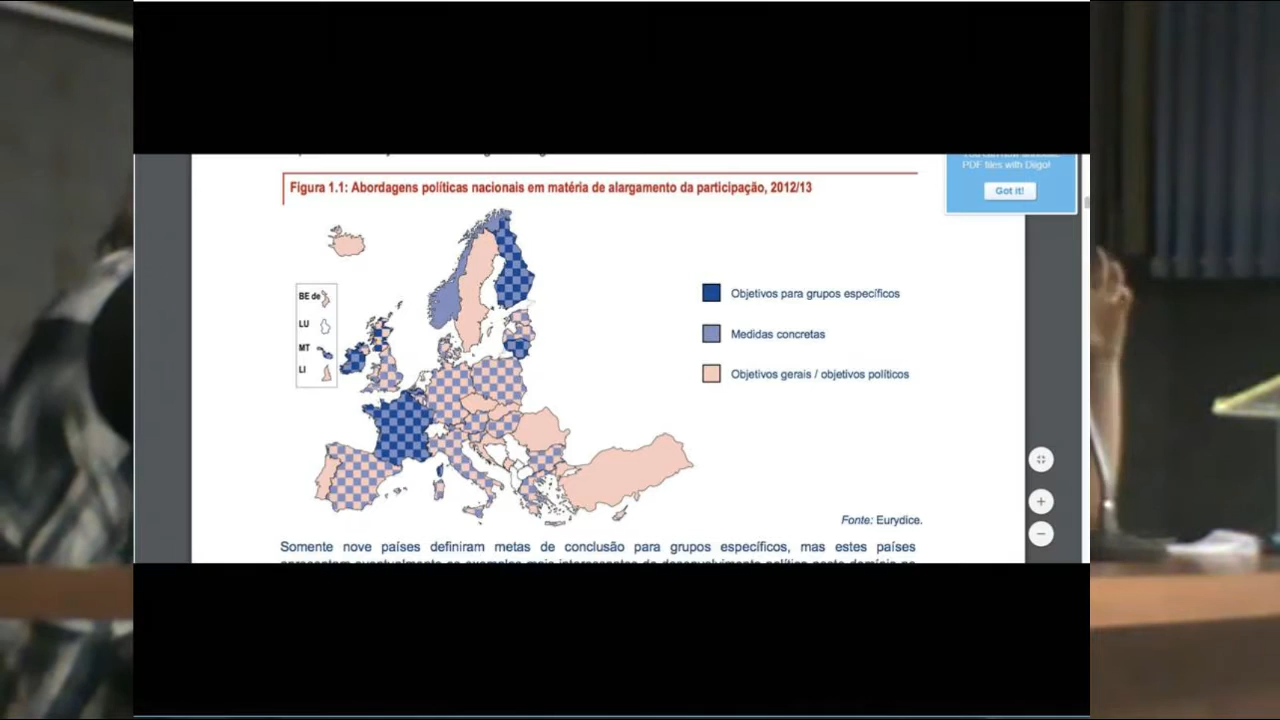 PDF files with Diigo!
Got it!
Figura 1.1: Abordagens políticas nacionais em matéria de alargamento da participação, 2012/13
BE de
LU
MT
LI
Objetivos para grupos específicos
Medidas concretas
Objetivos gerais / objetivos políticos
Fonte: Eurydice.
Somente nove países definiram metas de conclusão para grupos específicos, mas estes países